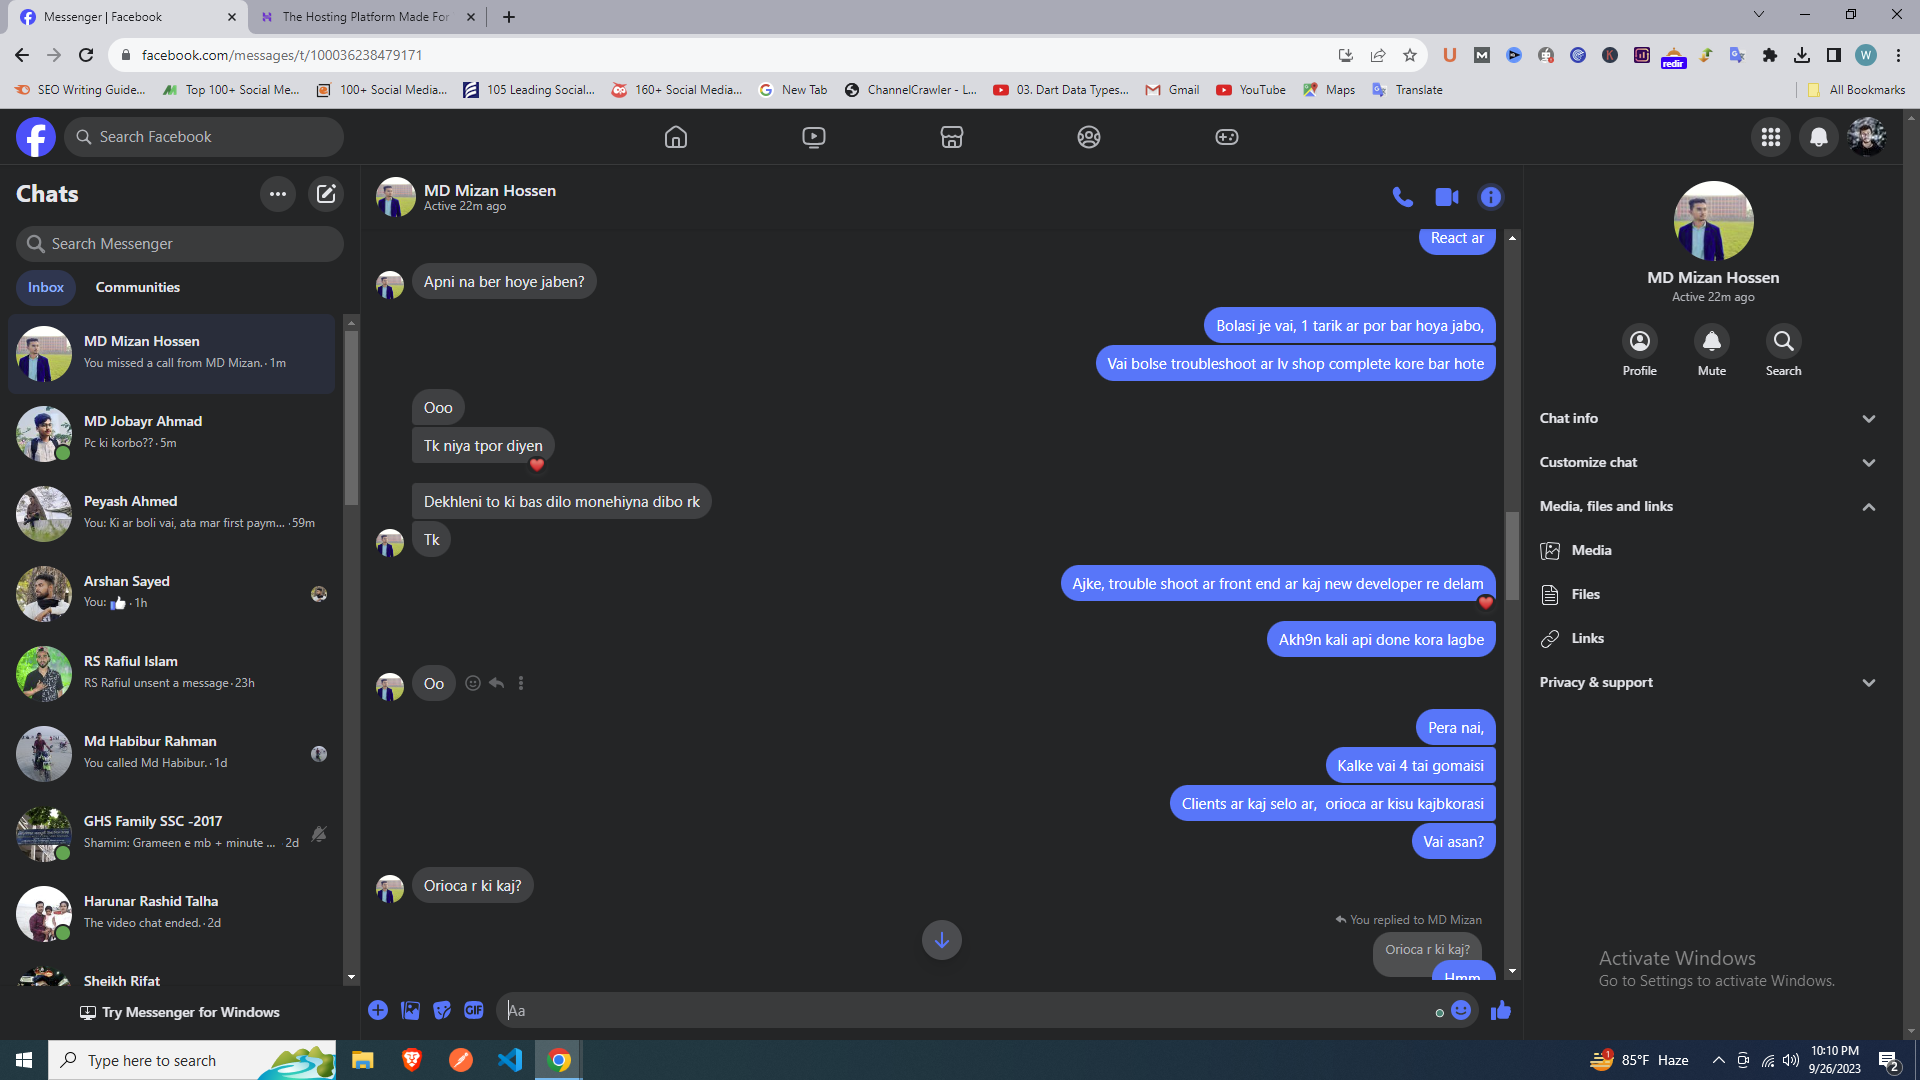 Messenger | Facebook
The Hosting Platform Made For
facebook.com/messages/t/100036238479171
redir
W
SEO Writing Guide...
Top 100+ Social Me...
100+ Social Media...
105 Leading Social...
160+ Social Media...
New Tab
ChannelCrawler - L...
03. Dart Data Types...
Gmail
YouTube
Maps
Translate
All Bookmarks
Search Facebook
Chats
Search Messenger
Inbox
Communities
MD Mizan Hossen
You missed a call from MD Mizan. · 1m
MD Jobayr Ahmad
Pc ki korbo?? · 5m
Peyash Ahmed
You: Ki ar boli vai, ata mar first paym... · 59m
Arshan Sayed
You: 👍 · 1h
RS Rafiul Islam
RS Rafiul unsent a message · 23h
Md Habibur Rahman
You called Md Habibur. · 1d
GHS Family SSC -2017
Shamim: Grameen e mb + minute ... · 2d
Harunar Rashid Talha
The video chat ended. · 2d
Sheikh Rifat
Try Messenger for Windows
MD Mizan Hossen
Active 22m ago
React ar
Apni na ber hoye jaben?
Bolasi je vai, 1 tarik ar por bar hoya jabo,
Vai bolse troubleshoot ar lv shop complete kore bar hote
Ooo
Tk niya tpor diyen
Dekhleni to ki bas dilo monehiyna dibo rk
Tk
Ajke, trouble shoot ar front end ar kaj new developer re delam
Akh9n kali api done kora lagbe
Oo
Pera nai,
Kalke vai 4 tai gomaisi
Clients ar kaj selo ar, orioca ar kisu kajbkorasi
Vai asan?
Orioca r ki kaj?
You replied to MD Mizan
Orioca r ki kaj?
Hmm
GIF
Aa
MD Mizan Hossen
Active 22m ago
Profile
Mute
Search
Chat info
Customize chat
Media, files and links
Media
Files
Links
Privacy & support
Activate Windows
Go to Settings to activate Windows.
Type here to search
1
85°F Haze
10:10 PM
9/26/2023
2